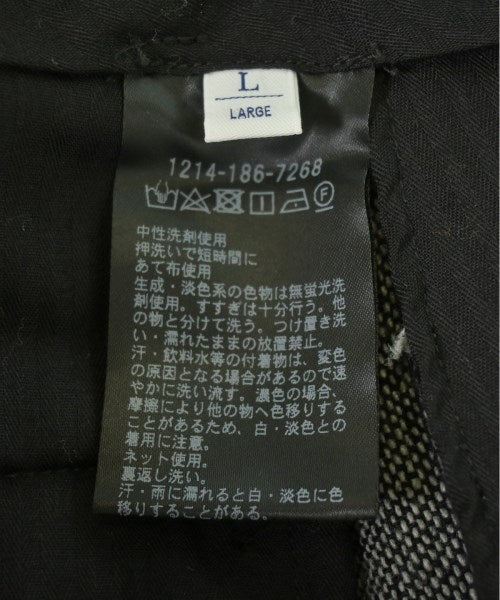 L
LARGE
1214-186-7268
F
中性洗剤使用
押洗いで短時間に
あて布使用
生成・淡色系の色物は無蛍光洗
剤使用。すすぎは十分行う。他
の物と分けて洗う。つけ置き洗
い・濡れたままの放置禁止。
汗・飲料水等の付着物は、変色
の原因となる場合があるので速
やかに洗い流す。濃色の場合、
摩擦により他の物へ色移りする
ことがあるため、白・淡色との
着用に注意。
ネット使用。
裏返し洗い。
汗・雨に濡れると白・淡色に色
移りすることがある。